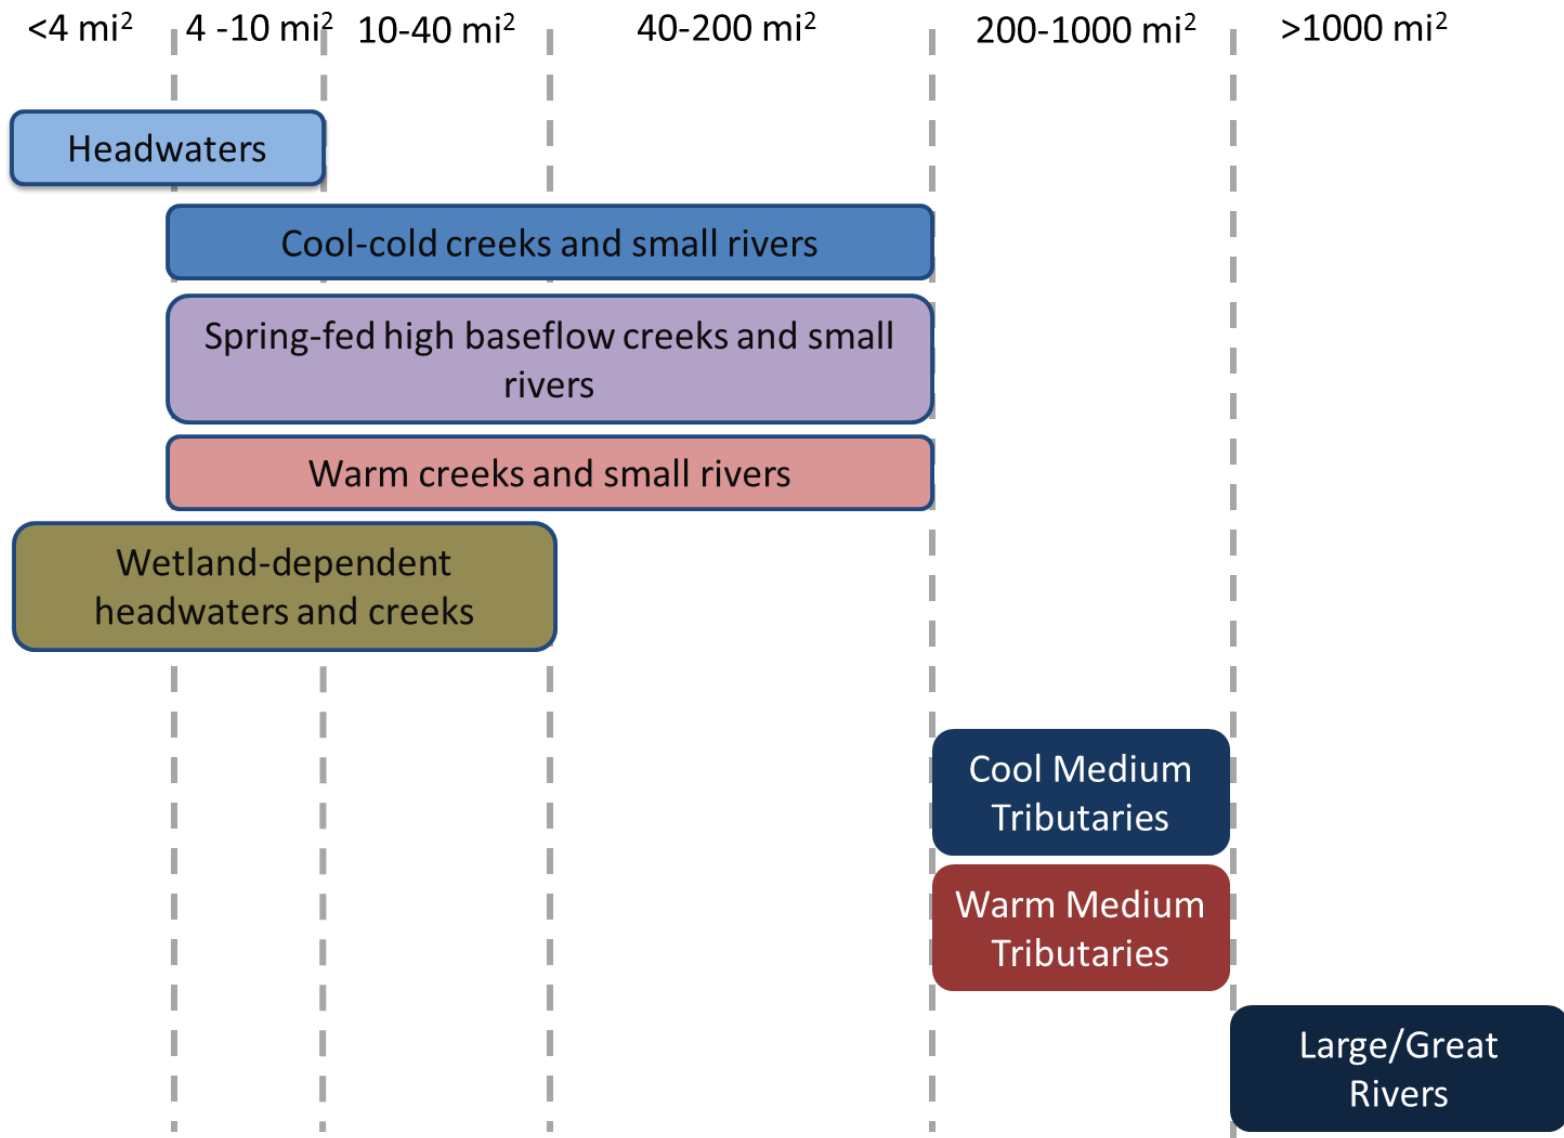 <4 mi² 4 -10 mi² 10-40 mi² 40-200 mi² 200-1000 mi² >1000 mi²
Headwaters
Cool-cold creeks and small rivers
Spring-fed high baseflow creeks and small
rivers
Warm creeks and small rivers
Wetland-dependent
headwaters and creeks
Cool Medium
Tributaries
Warm Medium
Tributaries
Large/Great
Rivers